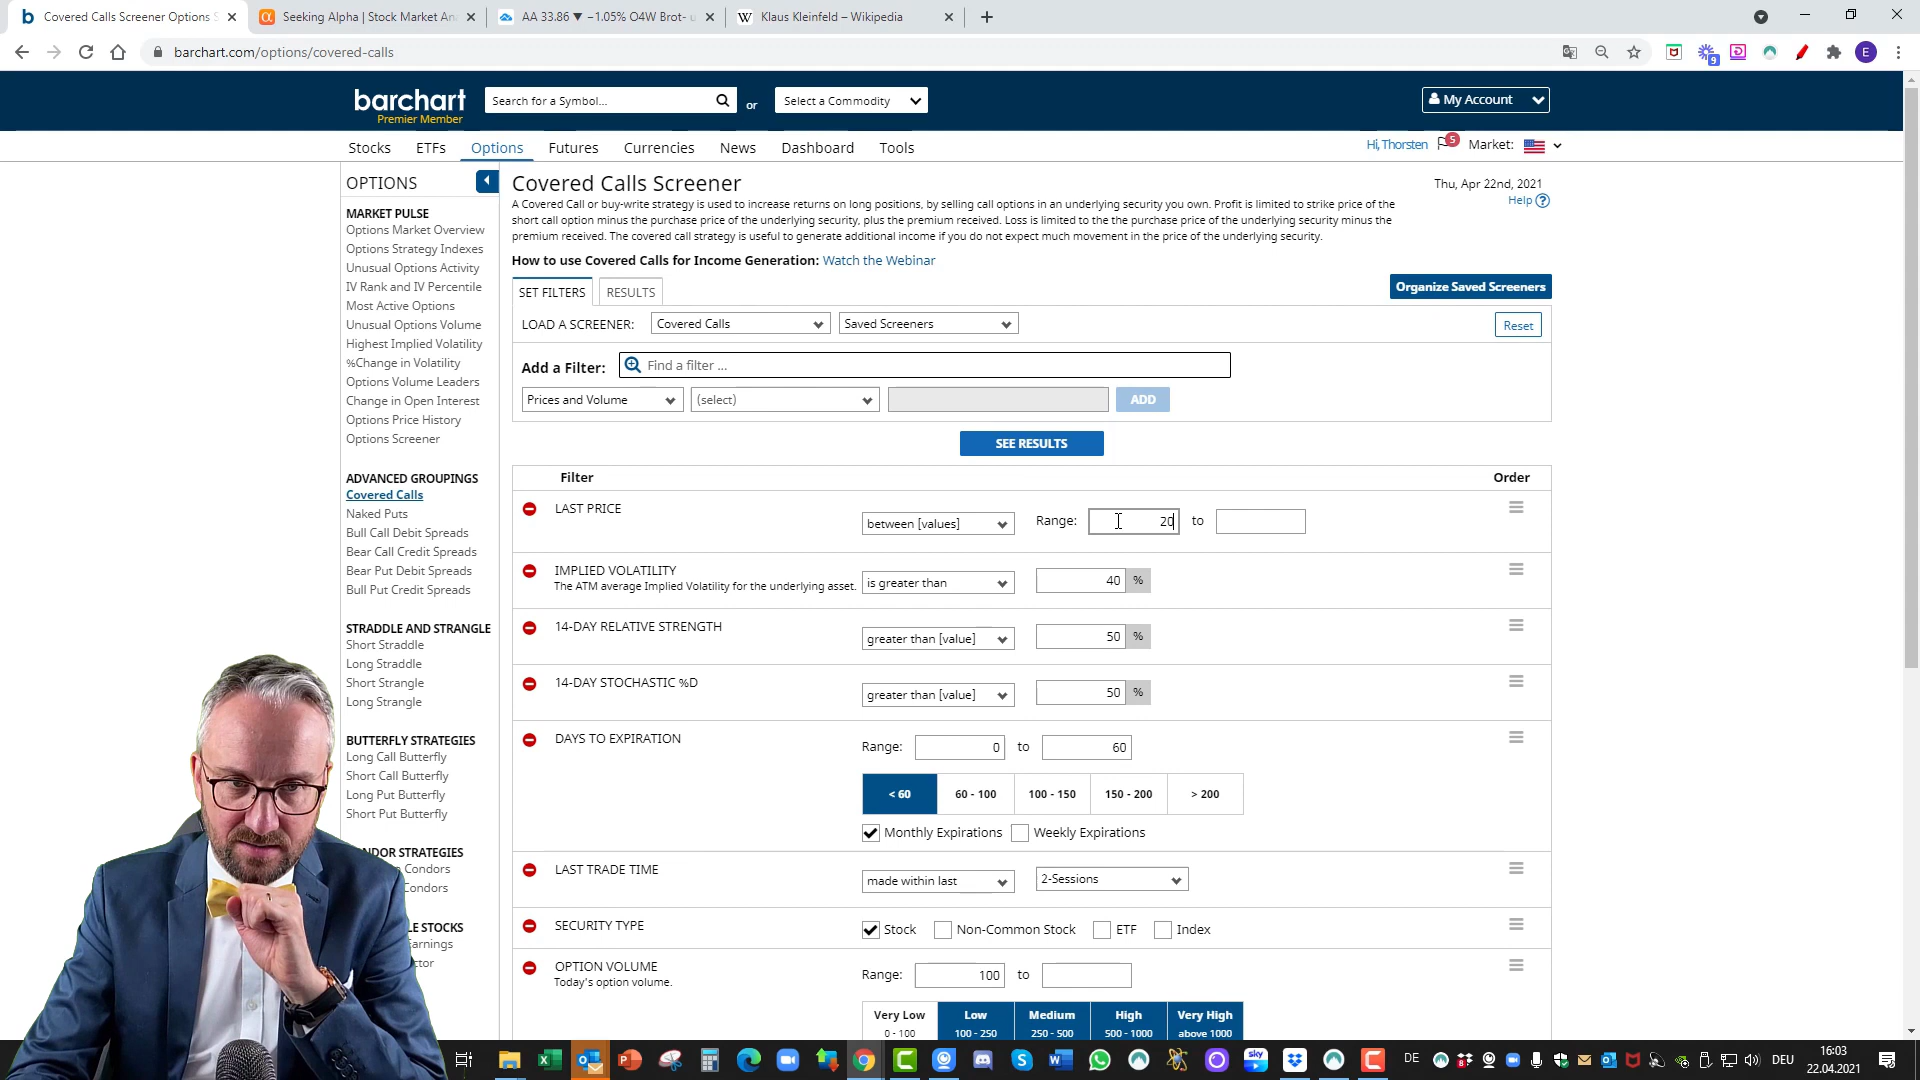 Covered Calls Screener Options S
Seeking Alpha | Stock Market An
AA 33.86 ▼ −1.05% O4W Brot- u
Klaus Kleinfeld – Wikipedia
barchart.com/options/covered-calls
9
E
barchart
Premier Member
Search for a Symbol...
or
Select a Commodity
My Account
Stocks
ETFs
Options
Futures
Currencies
News
Dashboard
Tools
Hi, Thorsten
5
Market:
OPTIONS
MARKET PULSE
Options Market Overview
Options Strategy Indexes
Unusual Options Activity
IV Rank and IV Percentile
Most Active Options
Unusual Options Volume
Highest Implied Volatility
%Change in Volatility
Options Volume Leaders
Change in Open Interest
Options Price History
Options Screener
ADVANCED GROUPINGS
Covered Calls
Naked Puts
Bull Call Debit Spreads
Bear Call Credit Spreads
Bear Put Debit Spreads
Bull Put Credit Spreads
STRADDLE AND STRANGLE
Short Straddle
Long Straddle
Short Strangle
Long Strangle
BUTTERFLY STRATEGIES
Long Call Butterfly
Short Call Butterfly
Long Put Butterfly
Short Put Butterfly
NDOR STRATEGIES
Condors
Condors
LE STOCKS
Earnings
ctor
Covered Calls Screener
Thu, Apr 22nd, 2021
Help ?
A Covered Call or buy-write strategy is used to increase returns on long positions, by selling call options in an underlying security you own. Profit is limited to strike price of the
short call option minus the purchase price of the underlying security, plus the premium received. Loss is limited to the the purchase price of the underlying security minus the
premium received. The covered call strategy is useful to generate additional income if you do not expect much movement in the price of the underlying security.
How to use Covered Calls for Income Generation: Watch the Webinar
SET FILTERS
RESULTS
Organize Saved Screeners
LOAD A SCREENER:
Covered Calls
Saved Screeners
Reset
Add a Filter:
Find a filter ...
Prices and Volume
(select)
ADD
SEE RESULTS
Filter
Order
LAST PRICE
between [values]
Range:
20
to
IMPLIED VOLATILITY
The ATM average Implied Volatility for the underlying asset.
is greater than
40
%
14-DAY RELATIVE STRENGTH
greater than [value]
50
%
14-DAY STOCHASTIC %D
greater than [value]
50
%
DAYS TO EXPIRATION
Range:
0
to
60
< 60
60 - 100
100 - 150
150 - 200
> 200
Monthly Expirations
Weekly Expirations
LAST TRADE TIME
made within last
2-Sessions
SECURITY TYPE
Stock
Non-Common Stock
ETF
Index
OPTION VOLUME
Today's option volume.
Range:
100
to
Very Low
0 - 100
Low
100 - 250
Medium
250 - 500
High
500 - 1000
Very High
above 1000
DE
DEU
16:03
22.04.2021